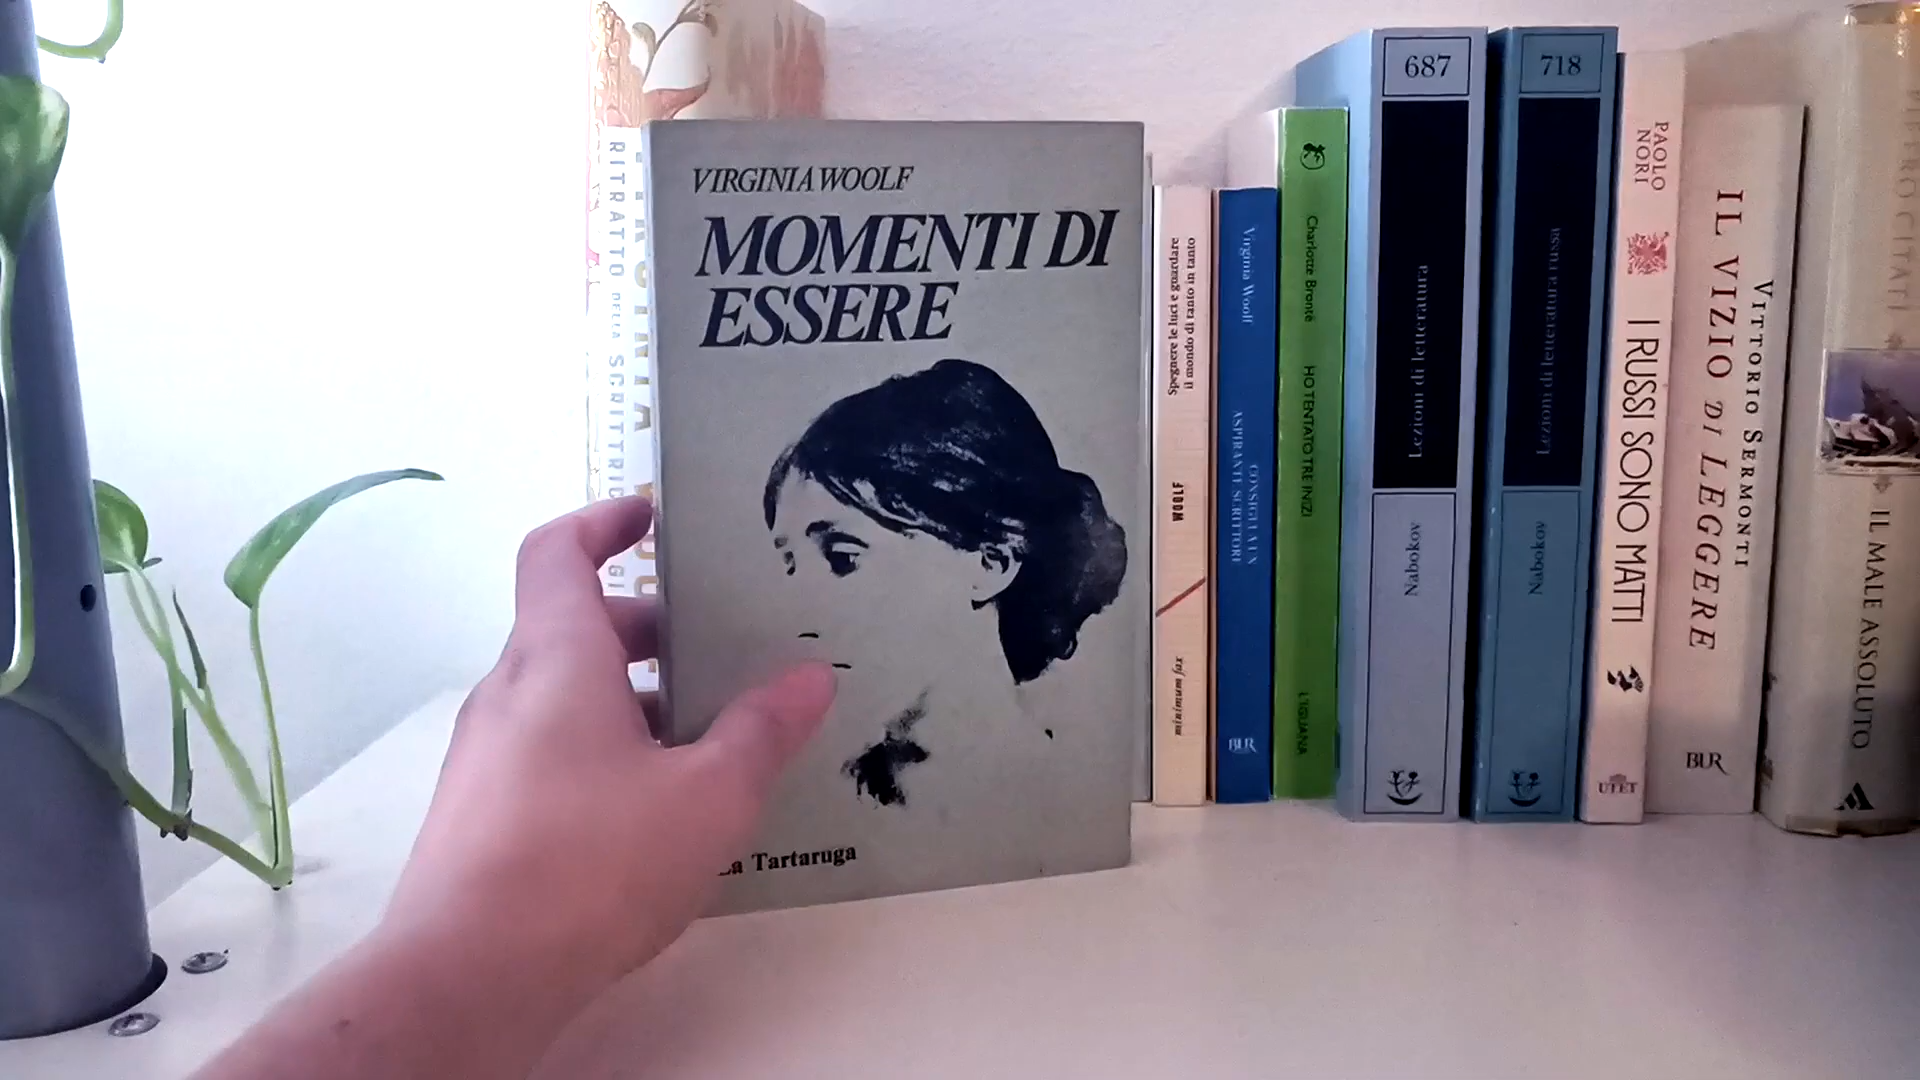 VIRGINIA WOOLF
MOMENTI DI
ESSERE
La Tartaruga
RITRATTO DELLA SCRITTRICE
Spegnere le luci e guardare
il mondo di tanto in tanto
WOOLF
minimum fax
Virginia Woolf
CONSIGLI A UN
ASPIRANTE SCRITTORE
BUR
Charlotte Brontë
HO TENTATO TRE INIZI
L'IGUANA
687
Lezioni di letteratura
Nabokov
718
Lezioni di letteratura russa
Nabokov
PAOLO
NORI
I RUSSI SONO MATTI
UTET
VITTORIO SERMONTI
IL VIZIO DI LEGGERE
BUR
PIETRO CITATI
IL MALE ASSOLUTO